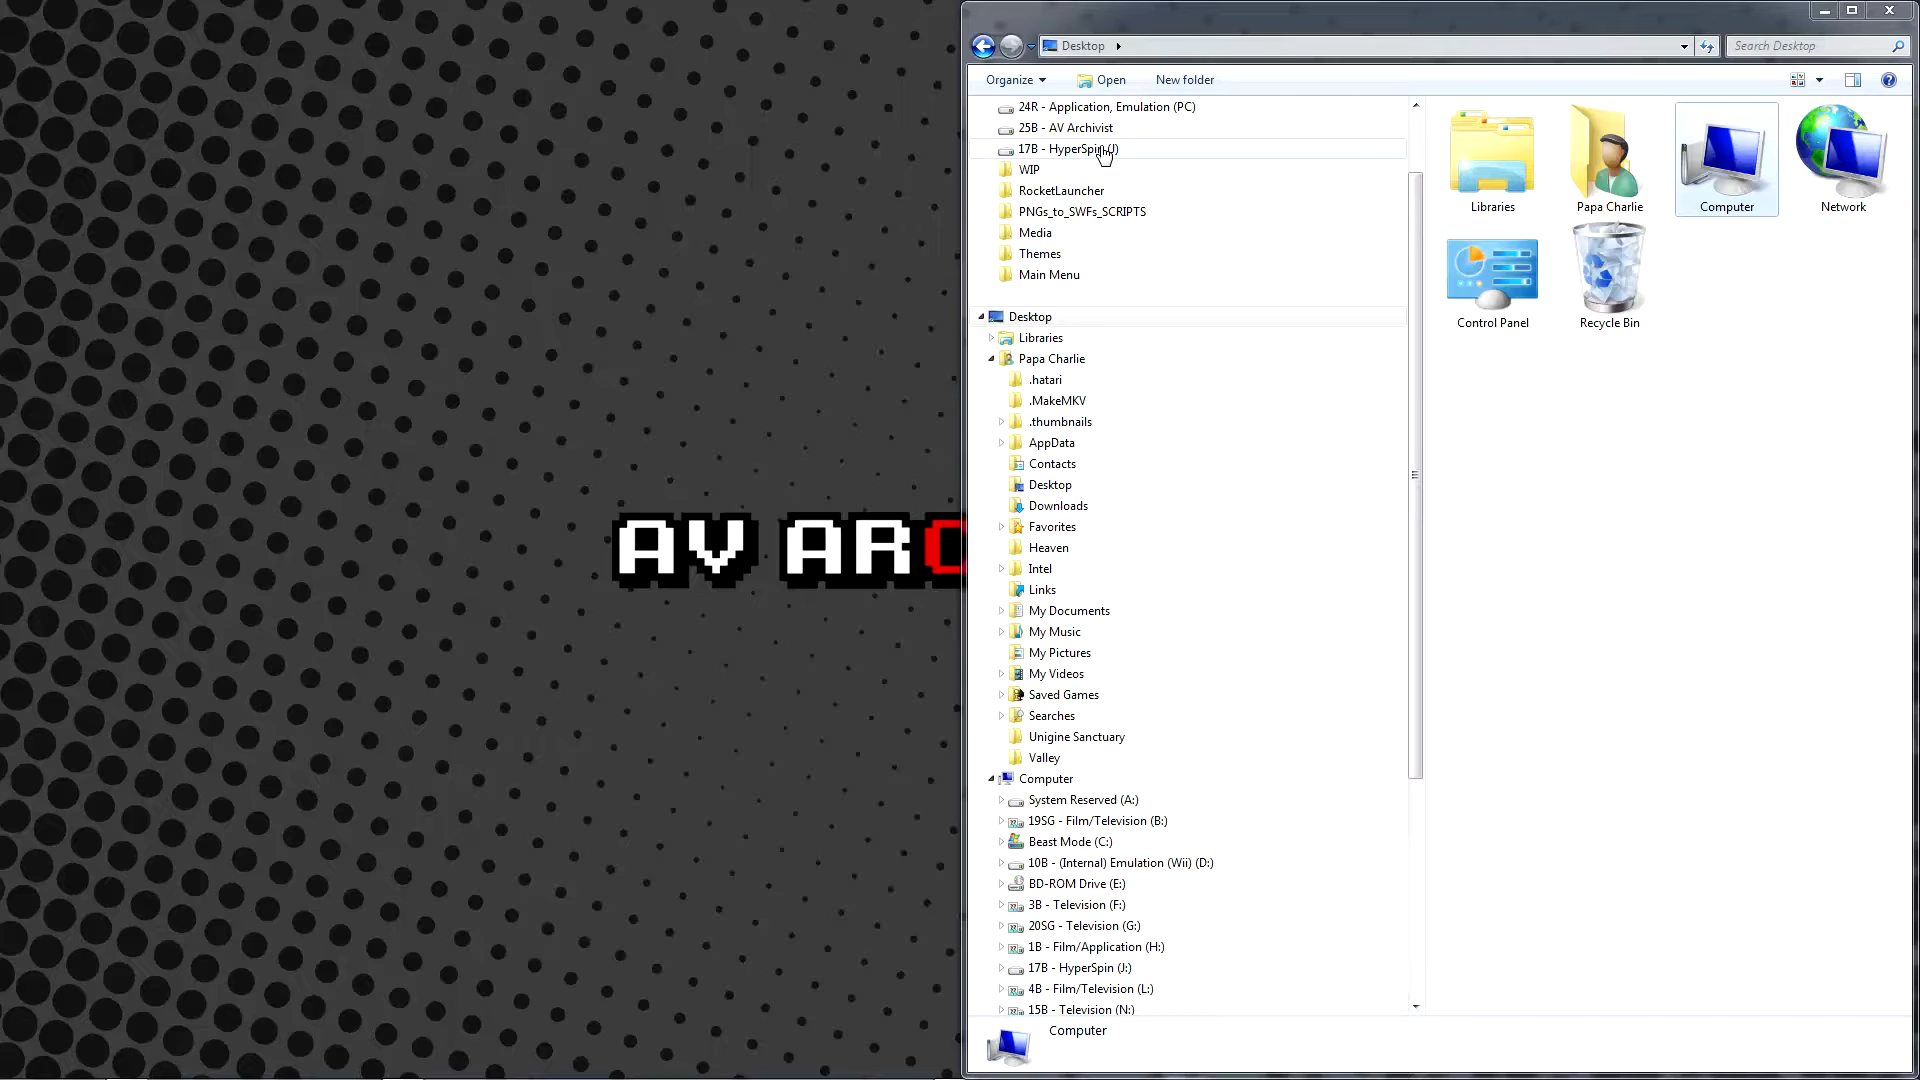 Desktop
Search Desktop
Organize
Open
New folder
24R - Application, Emulation (PC)
25B - AV Archivist
17B - HyperSpin (J)
WIP
RocketLauncher
PNGs_to_SWFs_SCRIPTS
Media
Themes
Main Menu
Desktop
Libraries
Papa Charlie
.hatari
.MakeMKV
.thumbnails
AppData
Contacts
Desktop
Downloads
Favorites
Heaven
Intel
Links
My Documents
My Music
My Pictures
My Videos
Saved Games
Searches
Unigine Sanctuary
Valley
Computer
System Reserved (A:)
19SG - Film/Television (B:)
Beast Mode (C:)
10B - (Internal) Emulation (Wii) (D:)
BD-ROM Drive (E:)
3B - Television (F:)
20SG - Television (G:)
1B - Film/Application (H:)
17B - HyperSpin (J:)
4B - Film/Television (L:)
15B - Television (N:)
Libraries
Papa Charlie
Computer
Network
Control Panel
Recycle Bin
Computer
AV AR